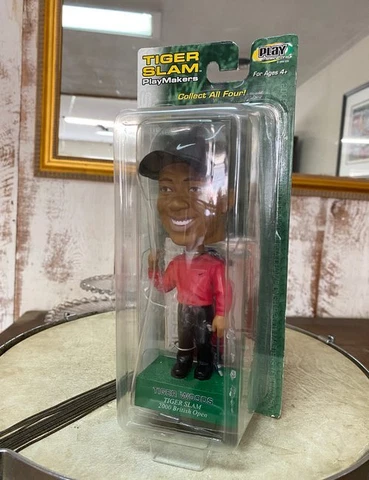 TIGER
SLAM
PlayMakers
Collect All Four!
PLAY
For Ages 4+
TIGER WOODS
TIGER SLAM
2000 British Open